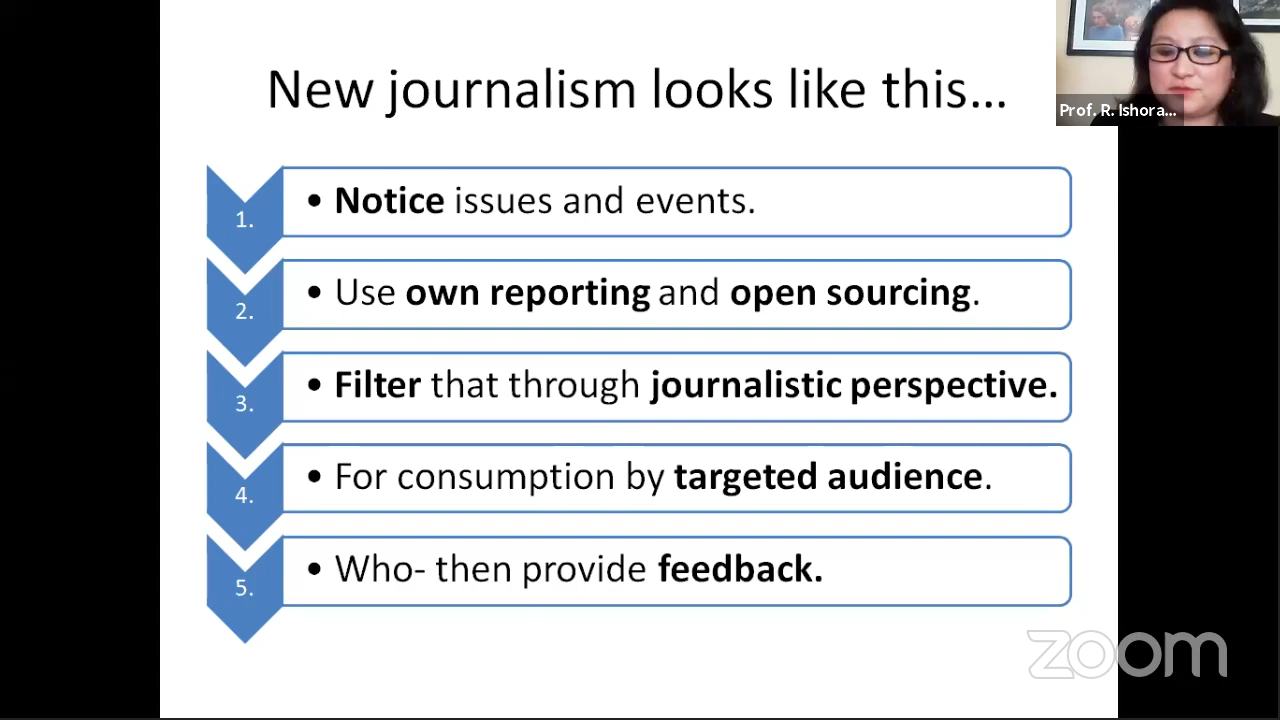 New journalism looks like this...
Prof. R. Ishora...
1.
• Notice issues and events.
2.
• Use own reporting and open sourcing.
3.
• Filter that through journalistic perspective.
4.
• For consumption by targeted audience.
5.
• Who- then provide feedback.
zoom